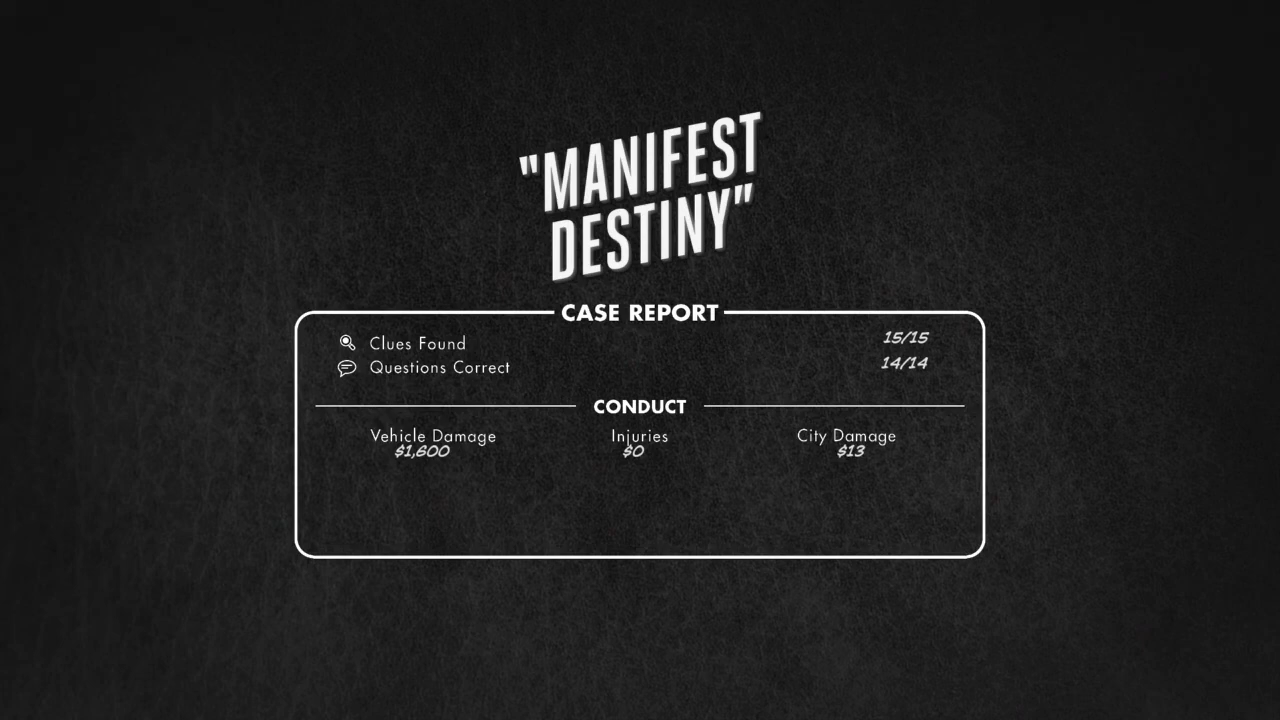 "MANIFEST
DESTINY"
CASE REPORT
Clues Found 15/15
Questions Correct 14/14
CONDUCT
Vehicle Damage Injuries City Damage
$1,600 $0 $13